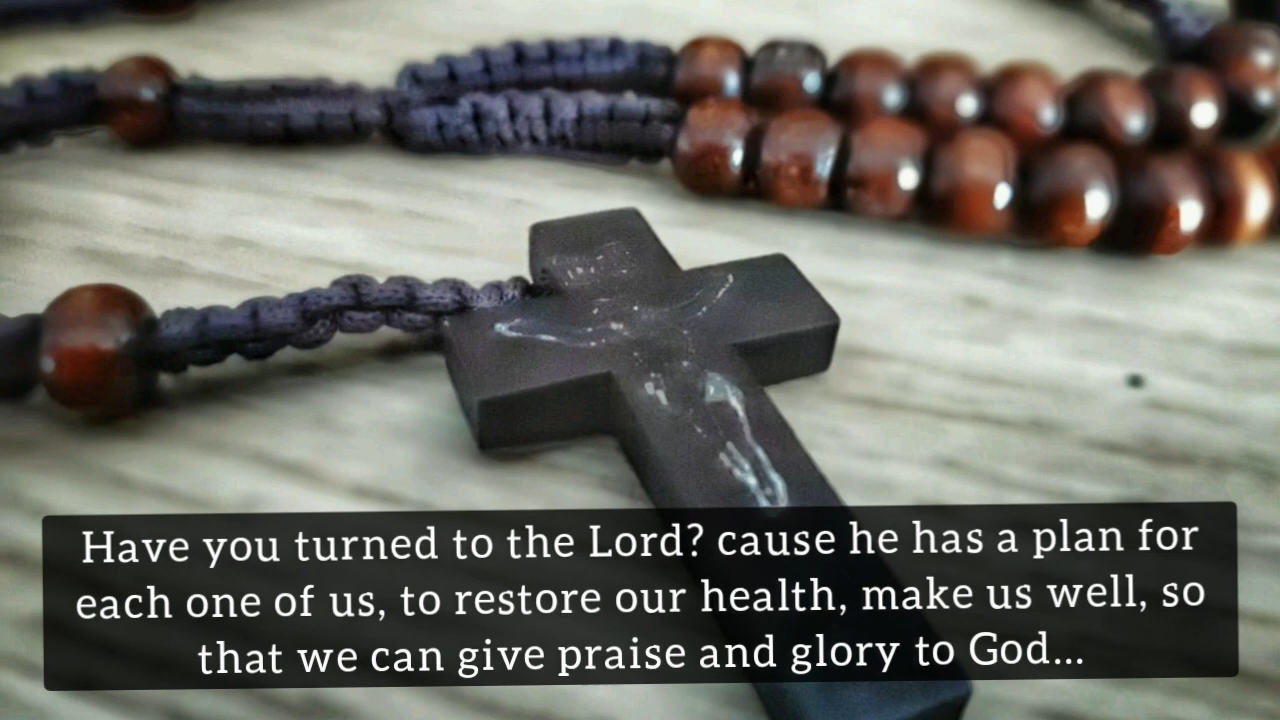 Have you turned to the Lord? cause he has a plan for
each one of us, to restore our health, make us well, so
that we can give praise and glory to God...